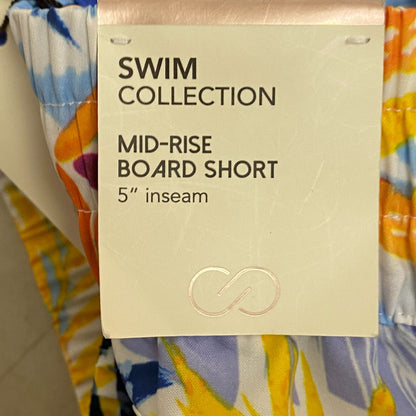 SWIM
COLLECTION
MID-RISE
BOARD SHORT
5" inseam